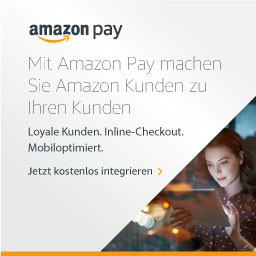 amazon pay
Mit Amazon Pay machen
Sie Amazon Kunden zu
Ihren Kunden
Loyale Kunden. Inline-Checkout.
Mobiloptimiert.
Jetzt kostenlos integrieren >